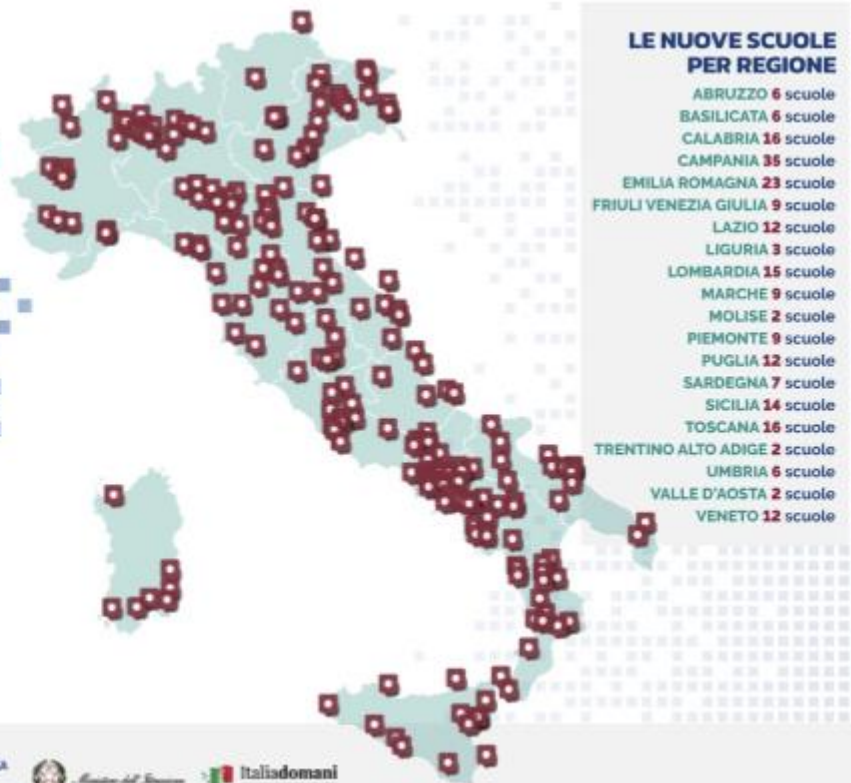 LE NUOVE SCUOLE
PER REGIONE
ABRUZZO 6 scuole
BASILICATA 6 scuole
CALABRIA 16 scuole
CAMPANIA 35 scuole
EMILIA ROMAGNA 23 scuole
FRIULI VENEZIA GIULIA 9 scuole
LAZIO 12 scuole
LIGURIA 3 scuole
LOMBARDIA 15 scuole
MARCHE 9 scuole
MOLISE 2 scuole
PIEMONTE 9 scuole
PUGLIA 12 scuole
SARDEGNA 7 scuole
SICILIA 14 scuole
TOSCANA 16 scuole
TRENTINO ALTO ADIGE 2 scuole
UMBRIA 6 scuole
VALLE D'AOSTA 2 scuole
VENETO 12 scuole
Italiadomani